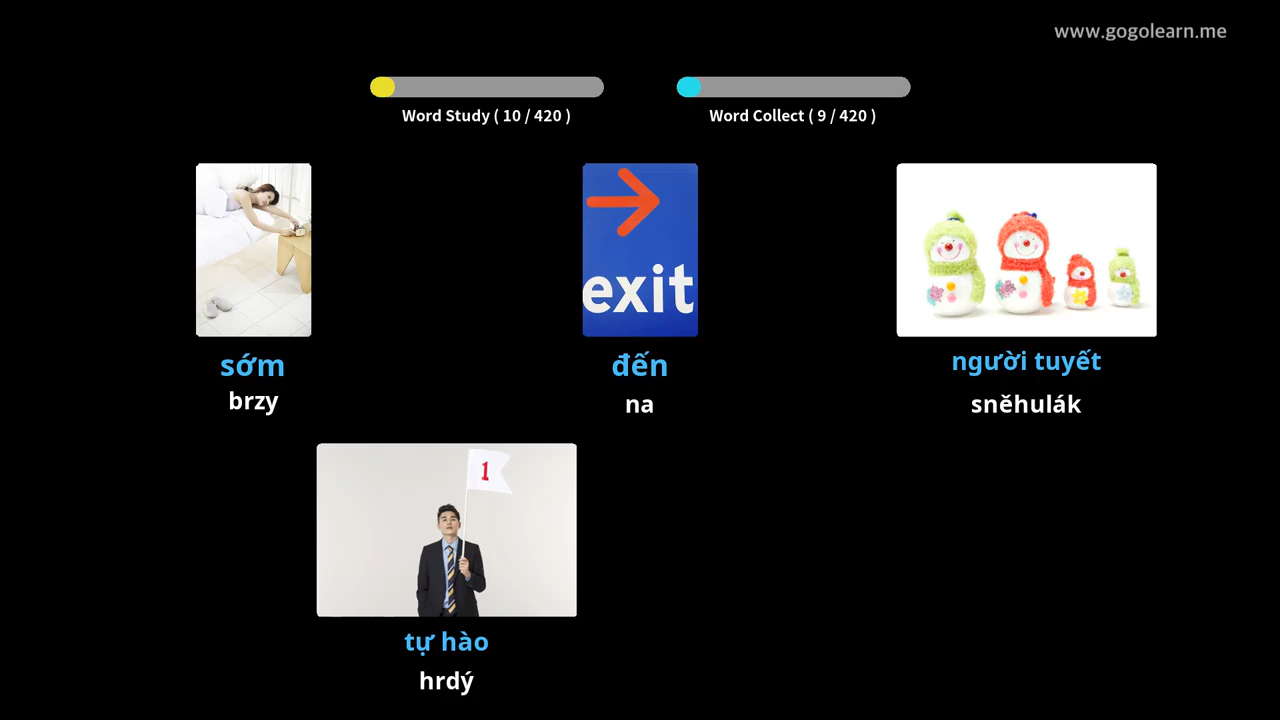 www.gogolearn.me
Word Study ( 10 / 420 )
Word Collect ( 9 / 420 )
exit
sớm
brzy
đến
na
người tuyết
sněhulák
1
tự hào
hrdý